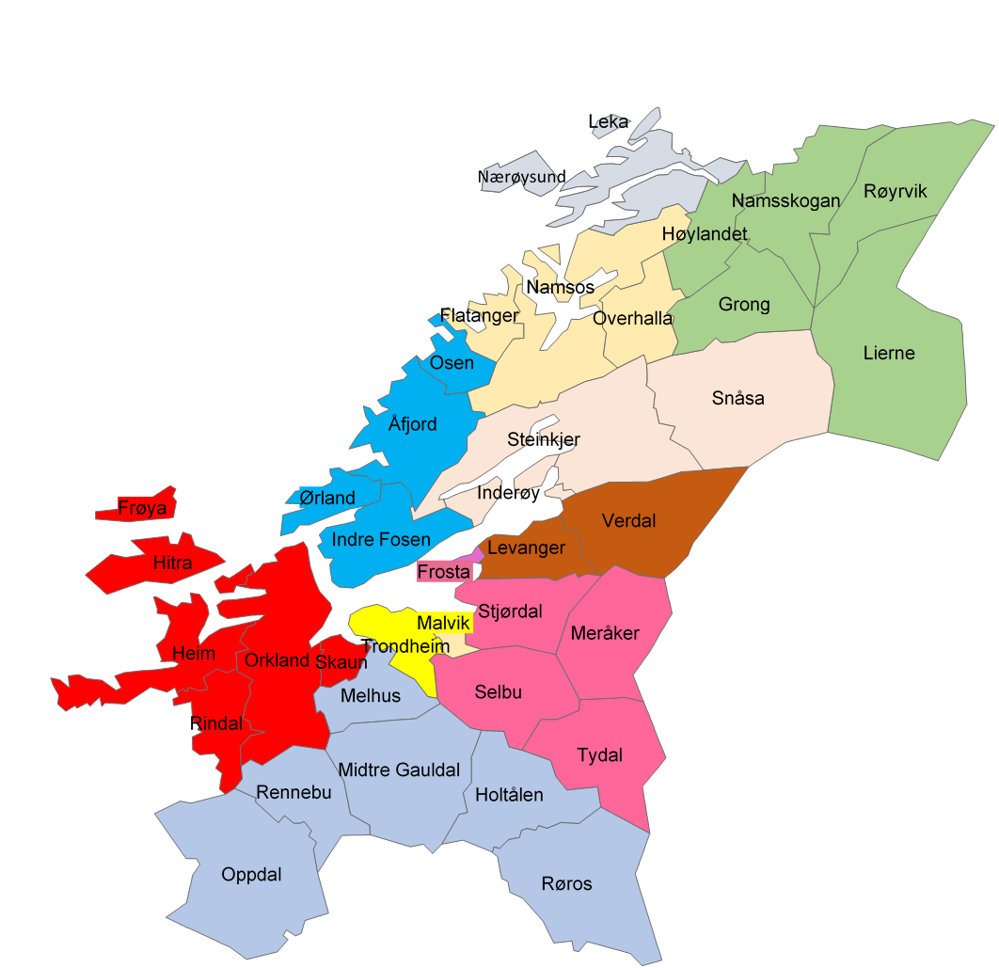 Leka
Nærøysund
Røyrvik
Namsskogan
Høylandet
Namsos
Grong
Flatanger
Overhalla
Lierne
Osen
Snåsa
Åfjord
Steinkjer
Inderøy
Ørland
Frøya
Verdal
Indre Fosen
Levanger
Hitra
Frosta
Stjørdal
Malvik
Meråker
Trondheim
Heim
Orkland
Skaun
Selbu
Melhus
Rindal
Tydal
Midtre Gauldal
Rennebu
Holtålen
Oppdal
Røros